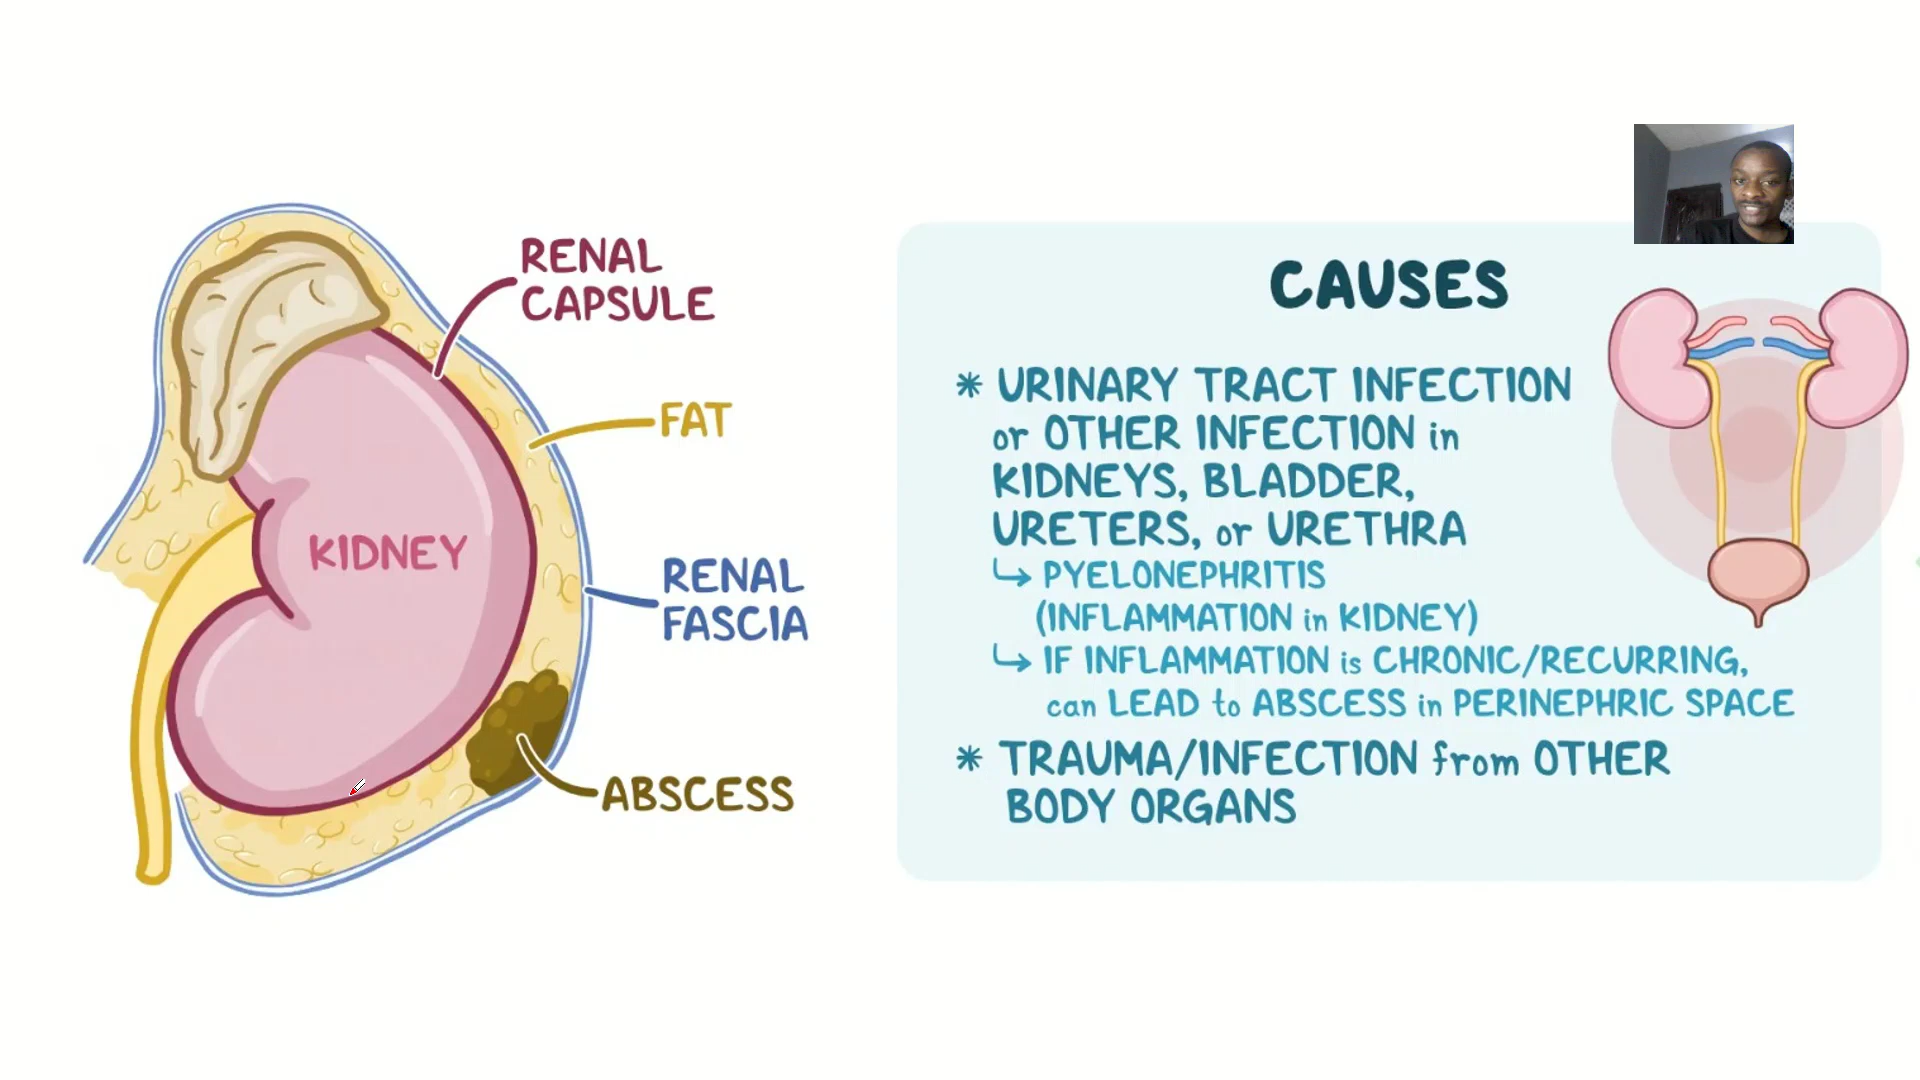 RENAL
CAPSULE
FAT
KIDNEY
RENAL
FASCIA
ABSCESS
CAUSES
* URINARY TRACT INFECTION
or OTHER INFECTION in
KIDNEYS, BLADDER,
URETERS, or URETHRA
↳ PYELONEPHRITIS
(INFLAMMATION in KIDNEY)
↳ IF INFLAMMATION is CHRONIC/RECURRING,
can LEAD to ABSCESS in PERINEPHRIC SPACE
* TRAUMA/INFECTION from OTHER
BODY ORGANS